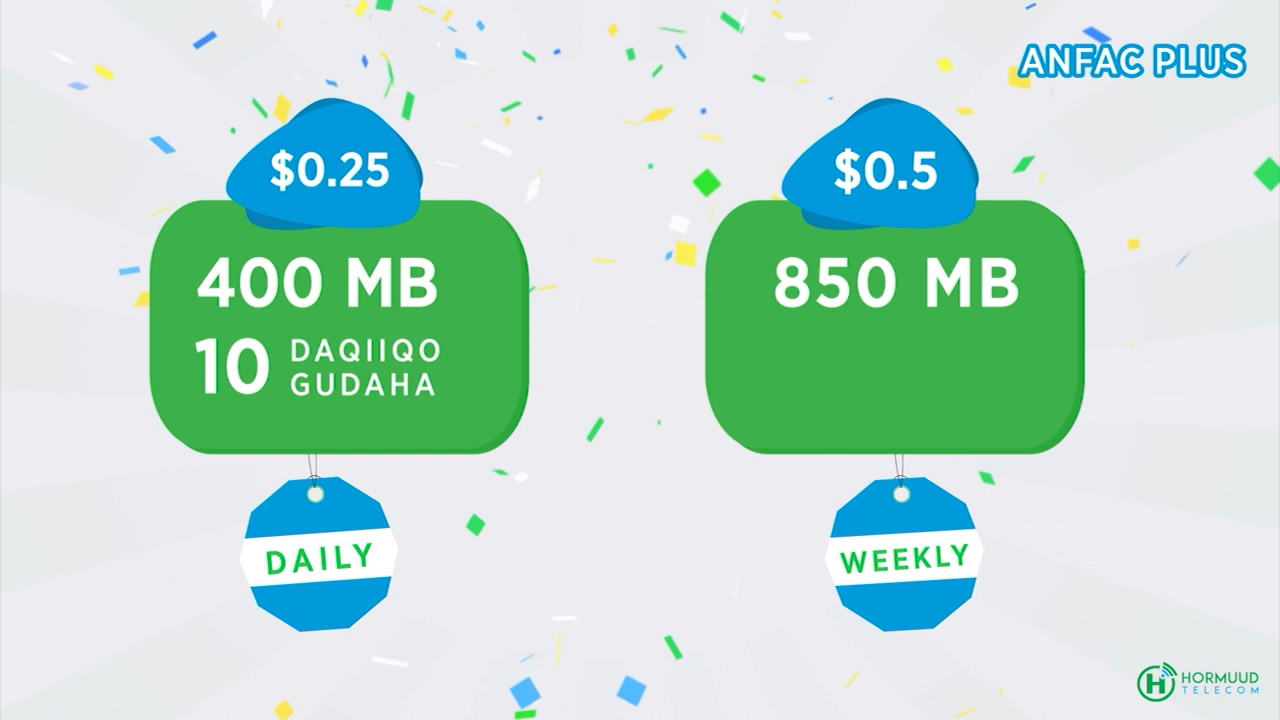 ANFAC PLUS
$0.25
400 MB
10 DAQIIQO
GUDAHA
DAILY
$0.5
850 MB
WEEKLY
HORMUUD
TELECOM